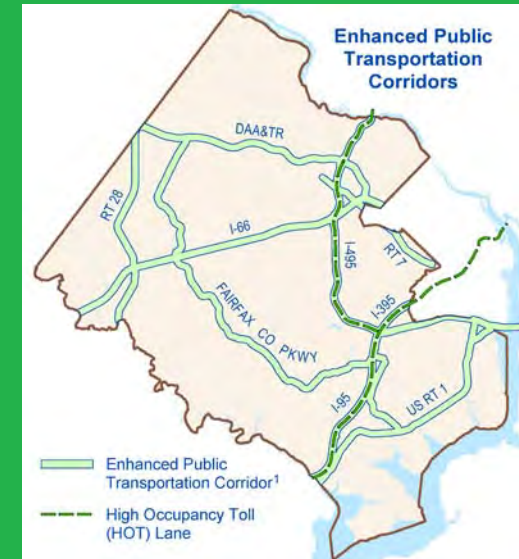 Enhanced Public
Transportation
Corridors
DAA&TR
RT 28
I-66
I-495
RT 7
I-395
FAIRFAX CO PKWY
I-95
US RT 1
Enhanced Public
Transportation Corridor¹
High Occupancy Toll
(HOT) Lane